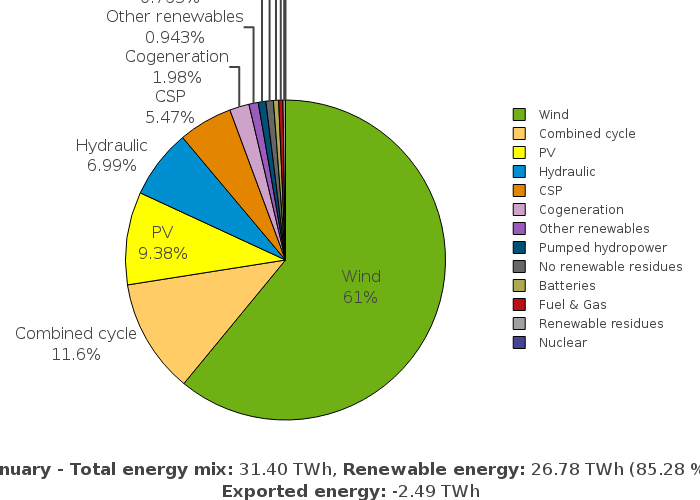 Other renewables
0.943%
Cogeneration
1.98%
CSP
5.47%
Hydraulic
6.99%
PV
9.38%
Wind
61%
Combined cycle
11.6%
Wind
Combined cycle
PV
Hydraulic
CSP
Cogeneration
Other renewables
Pumped hydropower
No renewable residues
Batteries
Fuel & Gas
Renewable residues
Nuclear
nuary - Total energy mix: 31.40 TWh, Renewable energy: 26.78 TWh (85.28 %
Exported energy: -2.49 TWh